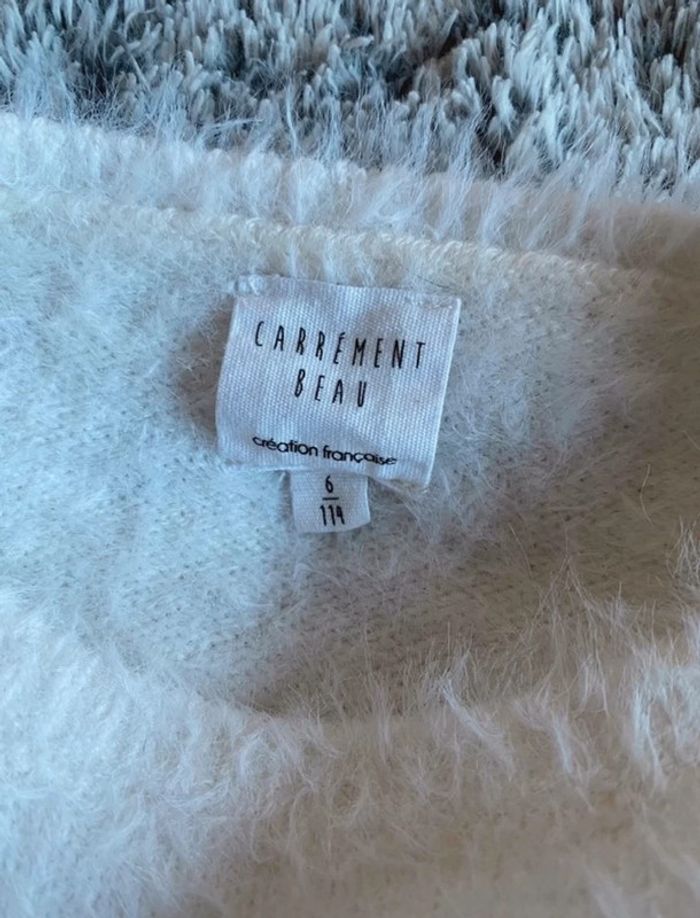 CARRÉMENT
BEAU
création française
6
114